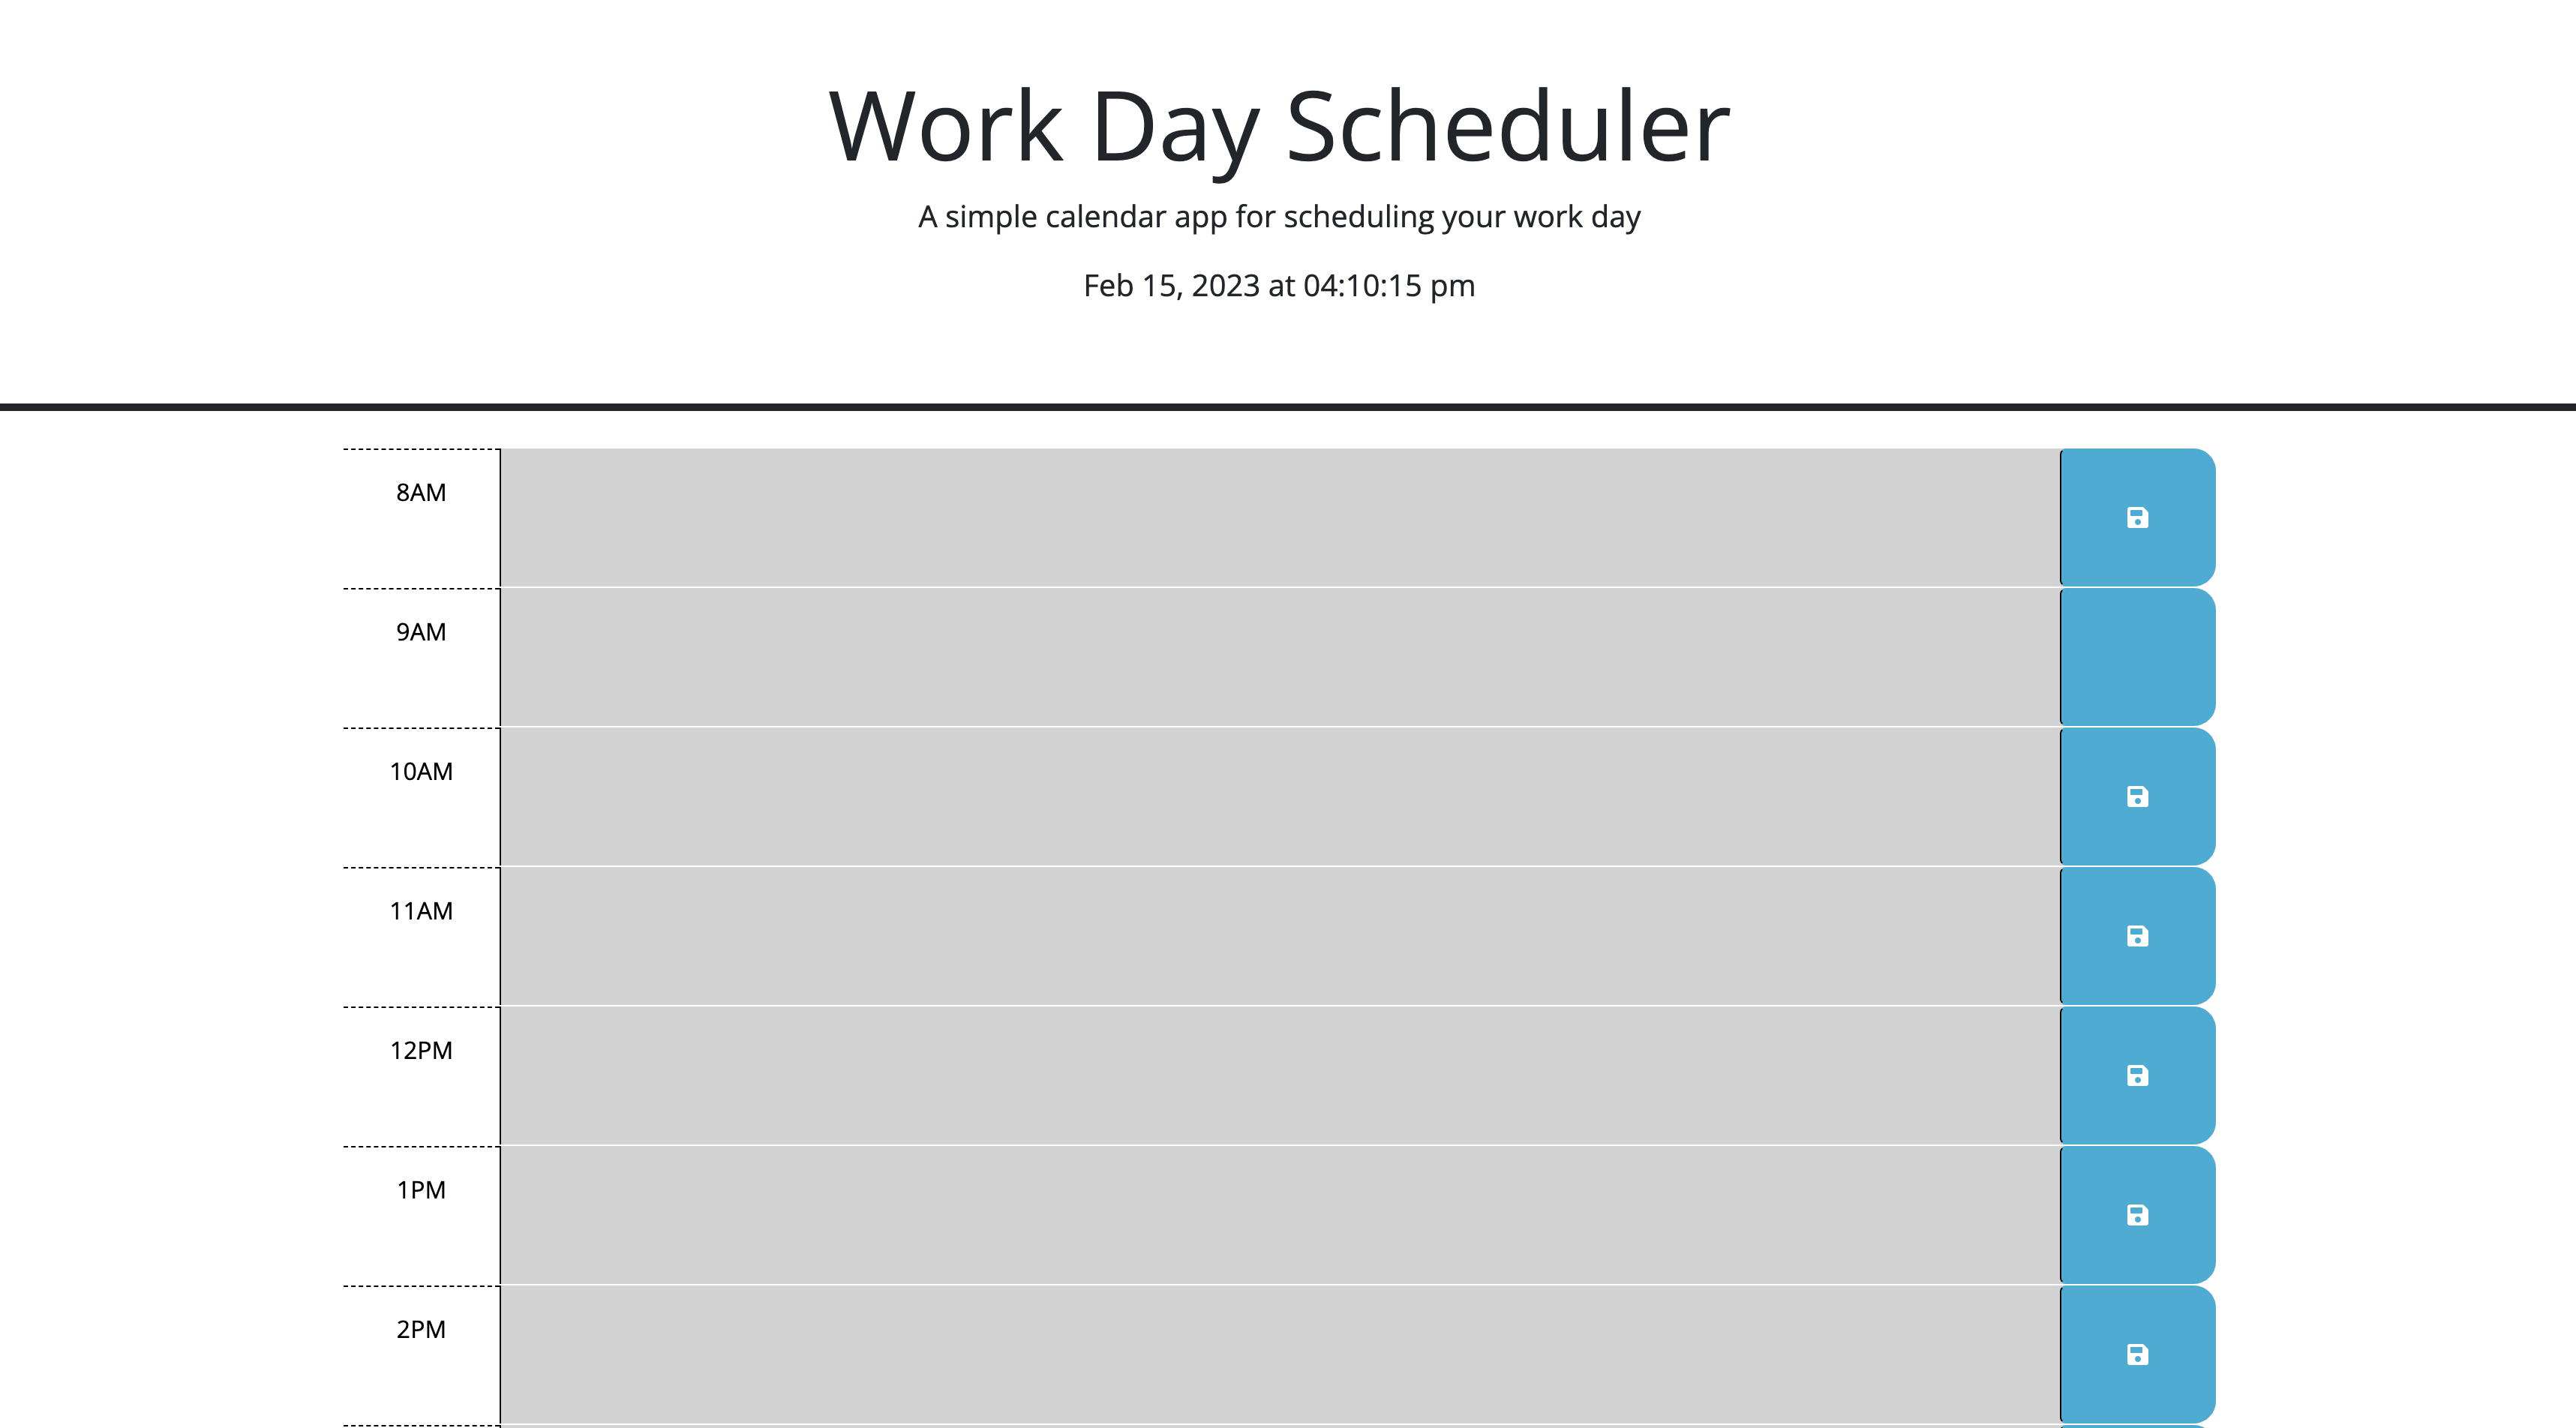 Work Day Scheduler
A simple calendar app for scheduling your work day
Feb 15, 2023 at 04:10:15 pm
8AM
9AM
10AM
11AM
12PM
1PM
2PM